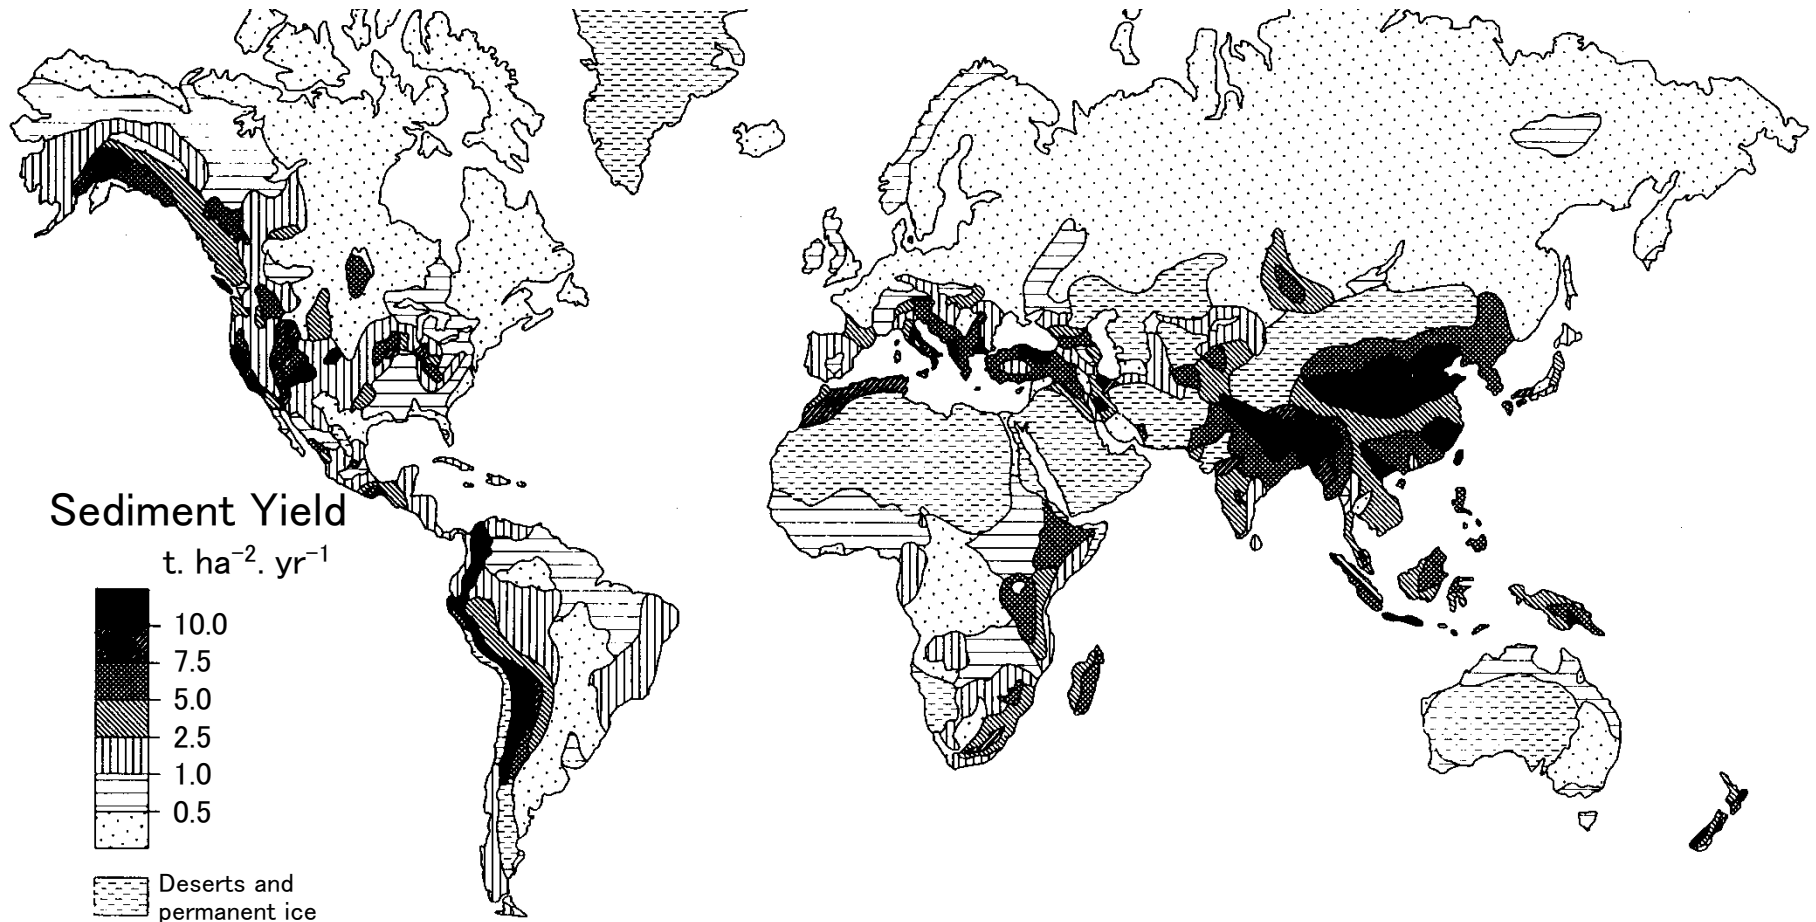 Sediment Yield
t. ha⁻². yr⁻¹
10.0
7.5
5.0
2.5
1.0
0.5
Deserts and
permanent ice